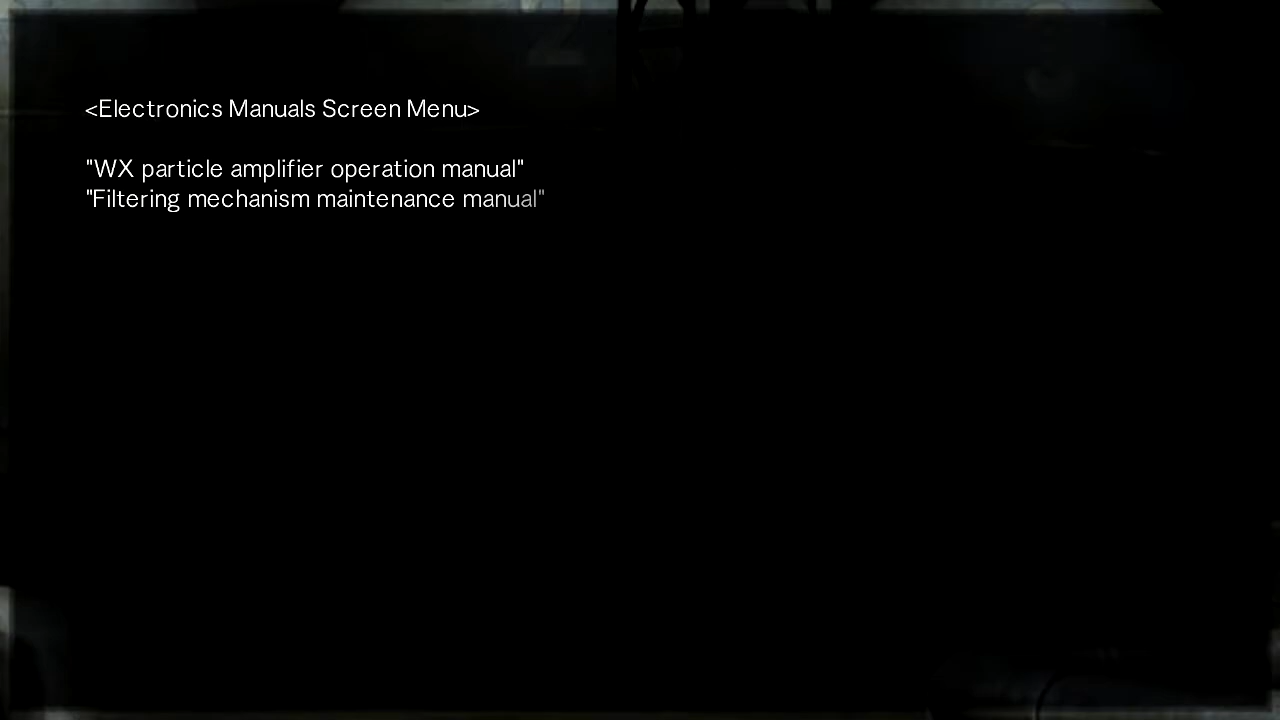 <Electronics Manuals Screen Menu>
"WX particle amplifier operation manual"
"Filtering mechanism maintenance manual"